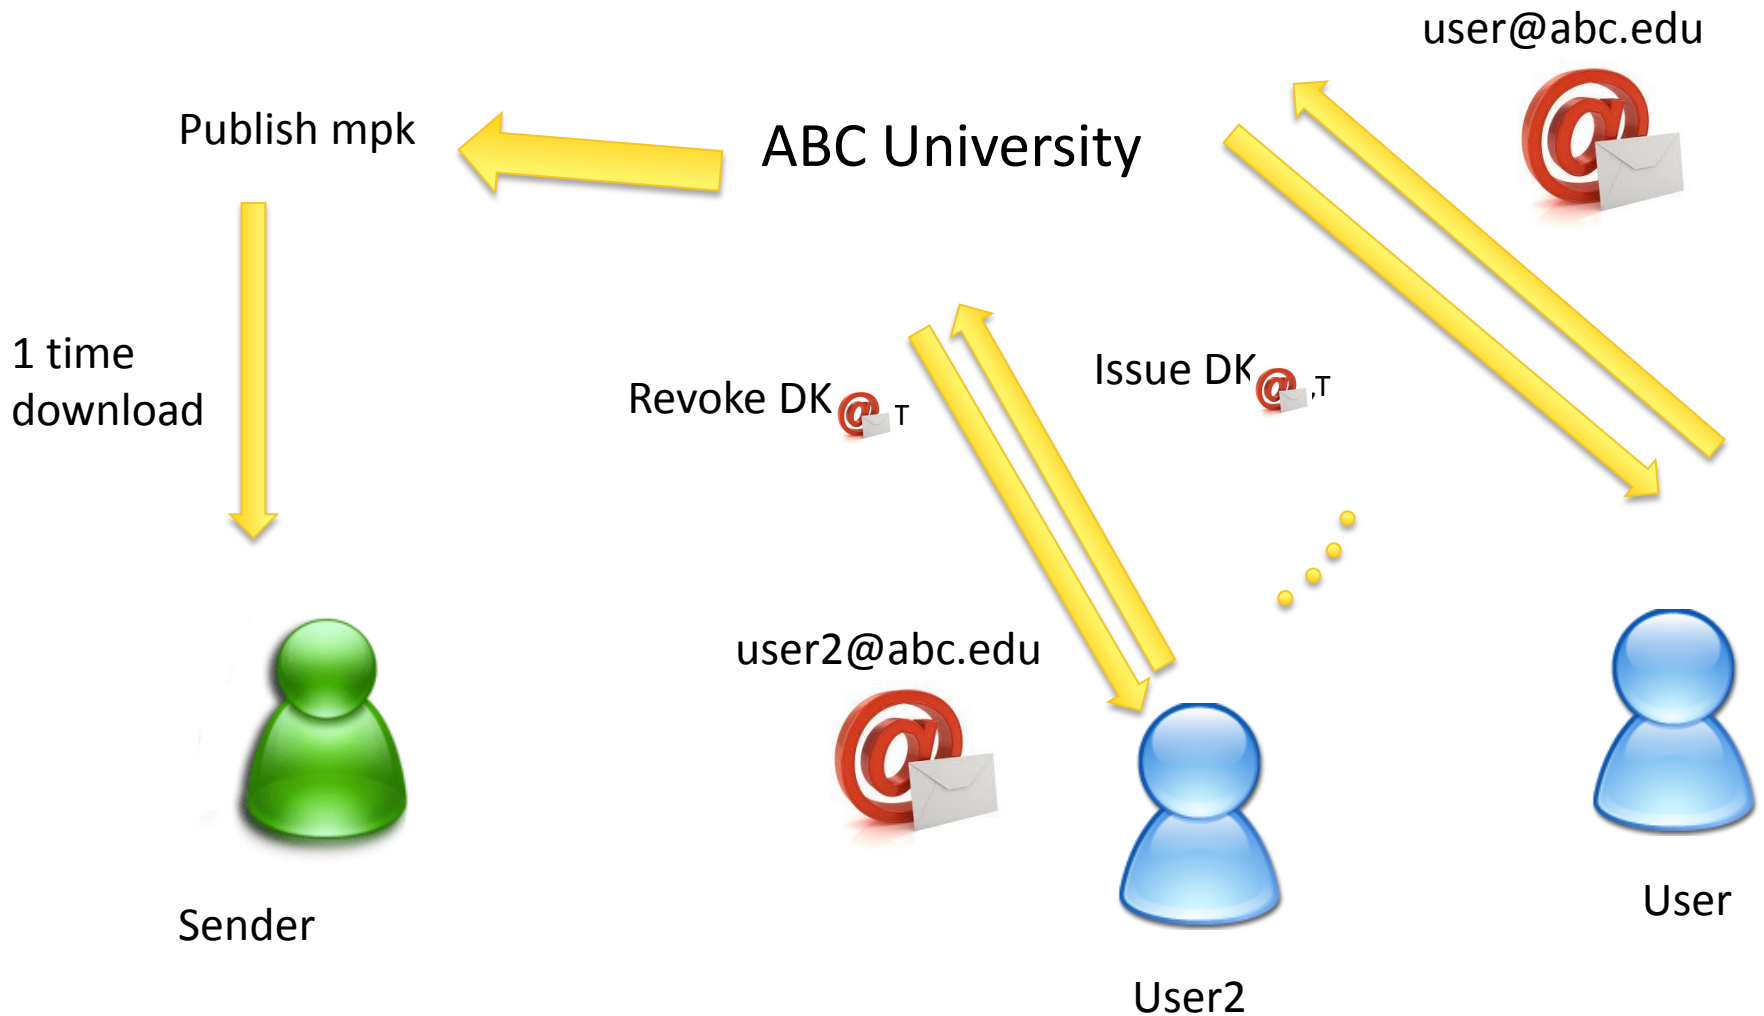 user@abc.edu
Publish mpk
ABC University
1 time
download
Revoke DK T
Issue DK ,T
user2@abc.edu
Sender
User
User2